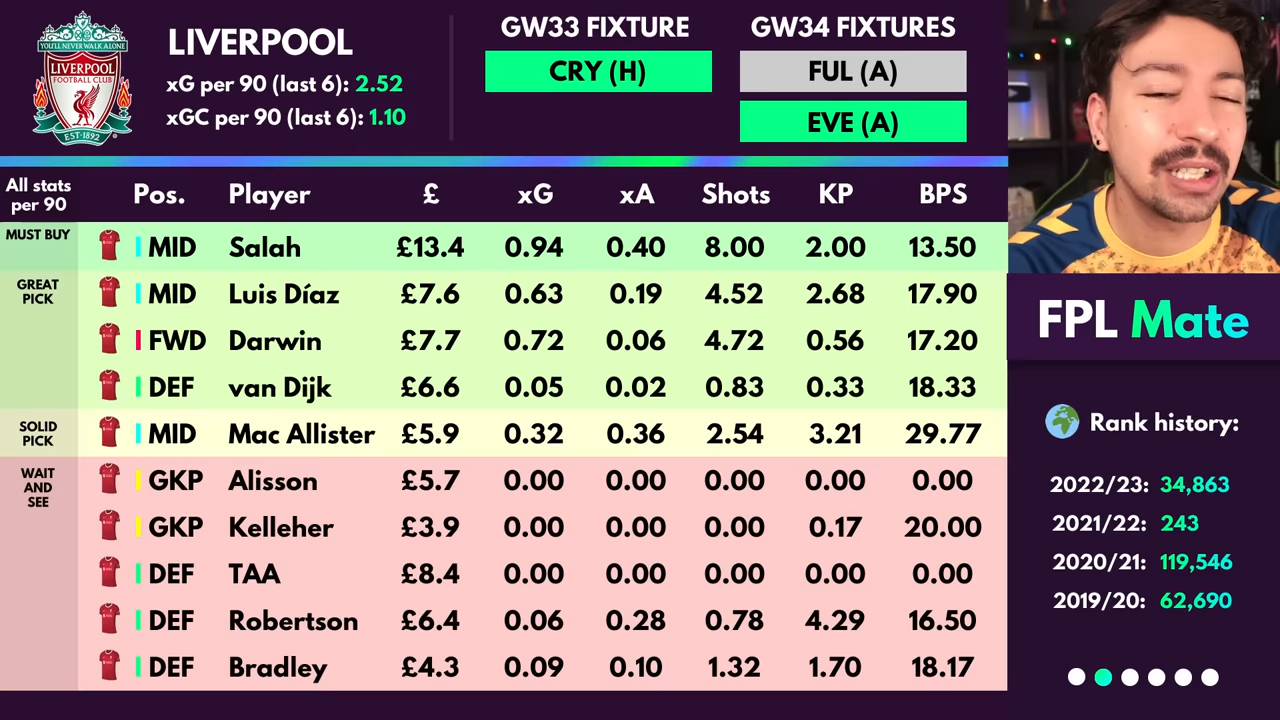 YOU'LL NEVER WALK ALONE
LIVERPOOL
FOOTBALL CLUB
EST·1892
LIVERPOOL
xG per 90 (last 6): 2.52
xGC per 90 (last 6): 1.10
GW33 FIXTURE
CRY (H)
GW34 FIXTURES
FUL (A)
EVE (A)
All stats
per 90
Pos. Player £ xG xA Shots KP BPS
MUST BUY
MID Salah £13.4 0.94 0.40 8.00 2.00 13.50
GREAT
PICK
MID Luis Díaz £7.6 0.63 0.19 4.52 2.68 17.90
FWD Darwin £7.7 0.72 0.06 4.72 0.56 17.20
DEF van Dijk £6.6 0.05 0.02 0.83 0.33 18.33
SOLID
PICK
MID Mac Allister £5.9 0.32 0.36 2.54 3.21 29.77
WAIT
AND
SEE
GKP Alisson £5.7 0.00 0.00 0.00 0.00 0.00
GKP Kelleher £3.9 0.00 0.00 0.00 0.17 20.00
DEF TAA £8.4 0.00 0.00 0.00 0.00 0.00
DEF Robertson £6.4 0.06 0.28 0.78 4.29 16.50
DEF Bradley £4.3 0.09 0.10 1.32 1.70 18.17
FPL Mate
Rank history:
2022/23: 34,863
2021/22: 243
2020/21: 119,546
2019/20: 62,690